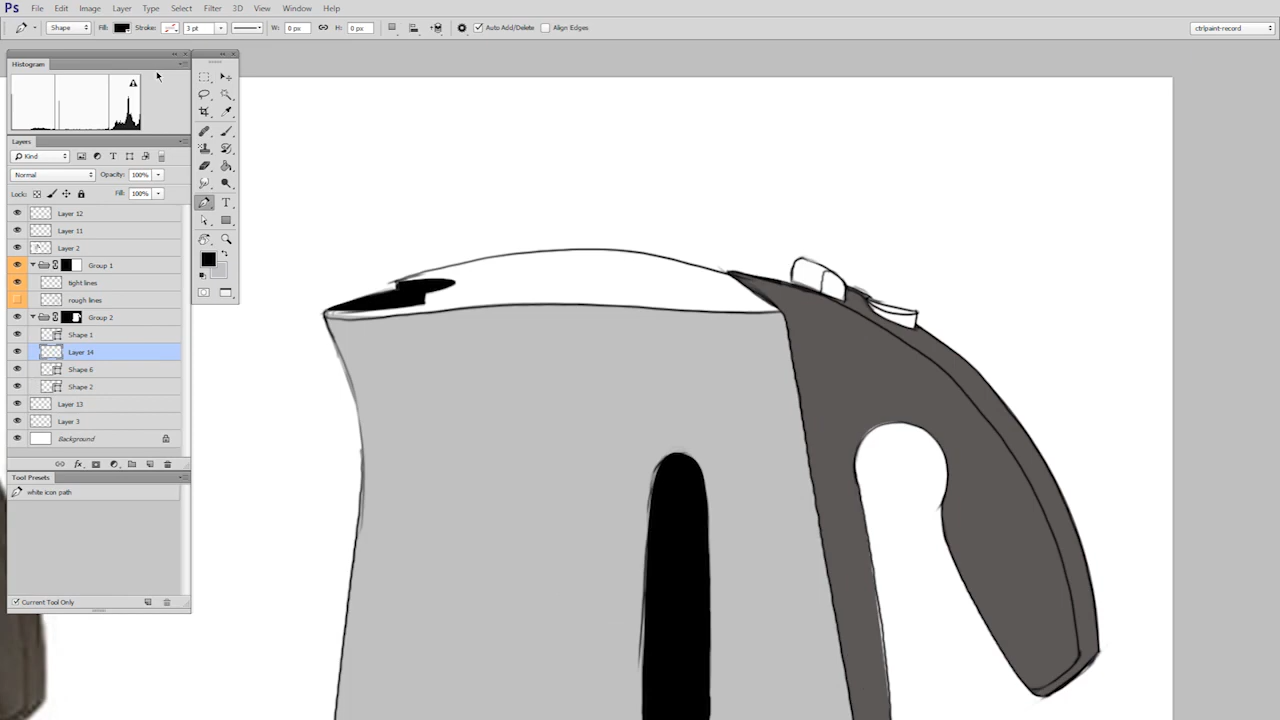 Ps File Edit Image Layer Type Select Filter 3D View Window Help
Shape Fill: Stroke: 3 pt W: 0 px H: 0 px Auto Add/Delete Align Edges ctrlpaint-record
Histogram
Layers
Kind T
Normal Opacity: 100%
Lock: Fill: 100%
Layer 12
Layer 11
Layer 2
Group 1
tight lines
rough lines
Group 2
Shape 1
Layer 14
Shape 6
Shape 2
Layer 13
Layer 3
Background
fx
Tool Presets
white icon path
Current Tool Only
T